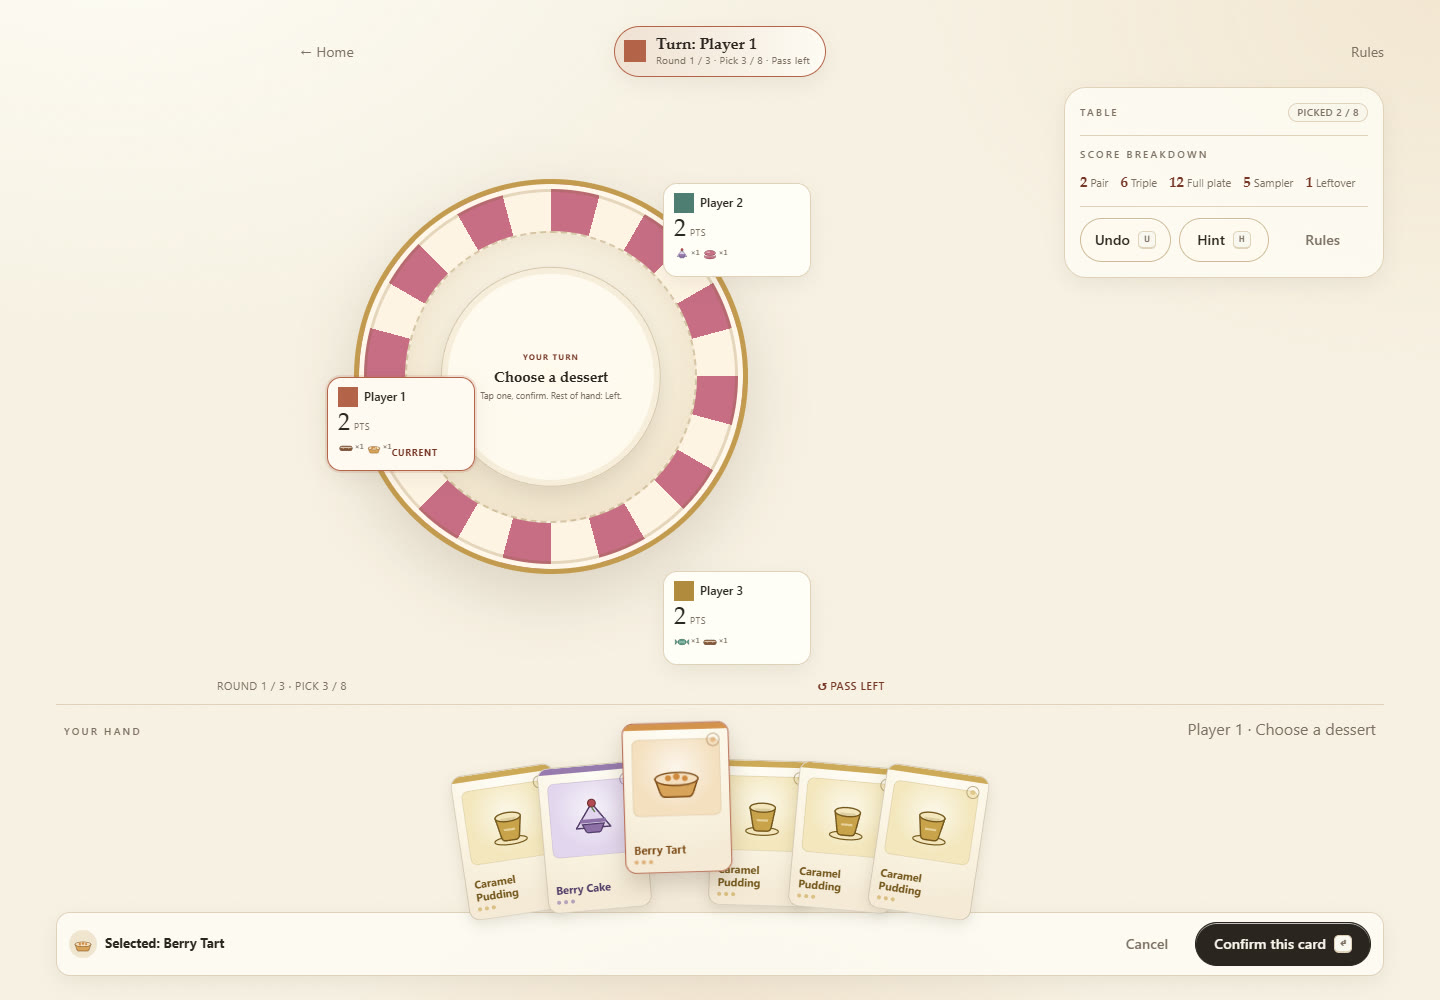 ← Home
Turn: Player 1
Round 1 / 3 · Pick 3 / 8 · Pass left
Rules
TABLE
PICKED 2 / 8
SCORE BREAKDOWN
2 Pair 6 Triple 12 Full plate 5 Sampler 1 Leftover
Undo U
Hint H
Rules
Player 2
2 PTS
×1 ×1
YOUR TURN
Choose a dessert
Tap one, confirm. Rest of hand: Left.
Player 1
2 PTS
×1 ×1
CURRENT
Player 3
2 PTS
×1 ×1
ROUND 1 / 3 · PICK 3 / 8
↺ PASS LEFT
YOUR HAND
Player 1 · Choose a dessert
Caramel
Pudding
Berry Cake
Berry Tart
Caramel
Pudding
Caramel
Pudding
Caramel
Pudding
Selected: Berry Tart
Cancel
Confirm this card ⏎